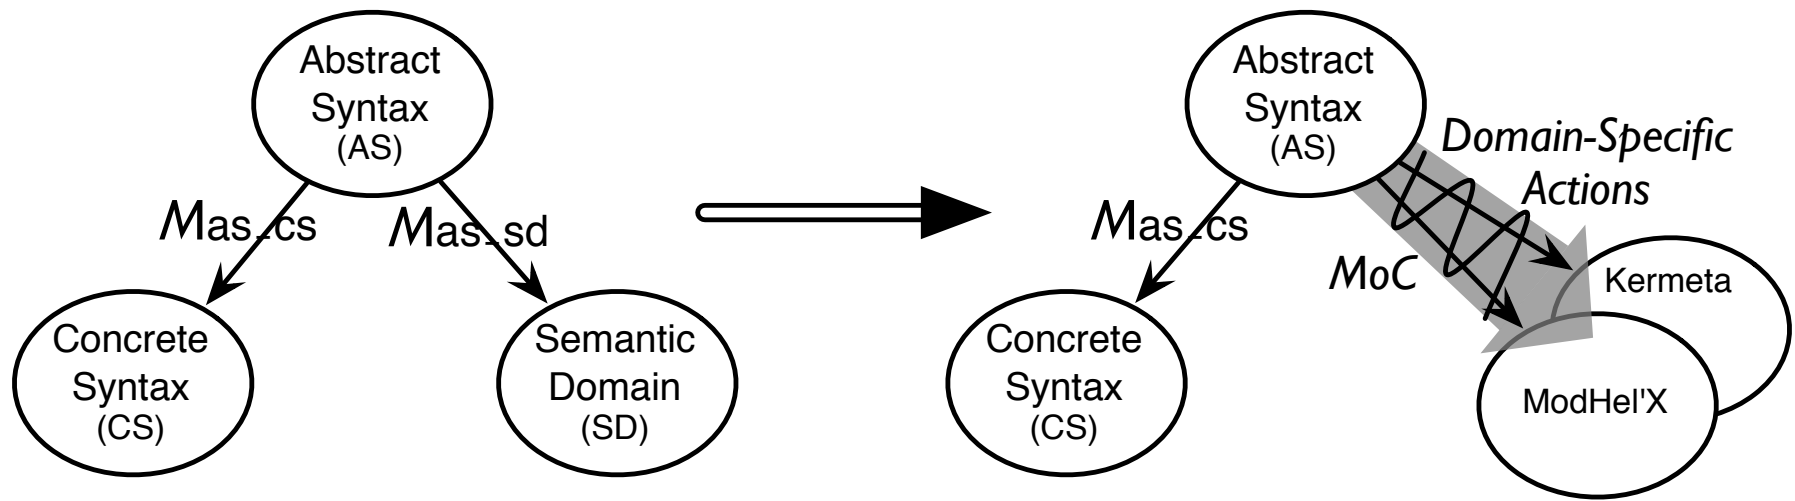 Abstract
Syntax
(AS)
Mas_cs
Mas_sd
Concrete
Syntax
(CS)
Semantic
Domain
(SD)
Abstract
Syntax
(AS)
Domain-Specific
Actions
Mas_cs
MoC
Kermeta
Concrete
Syntax
(CS)
ModHel'X